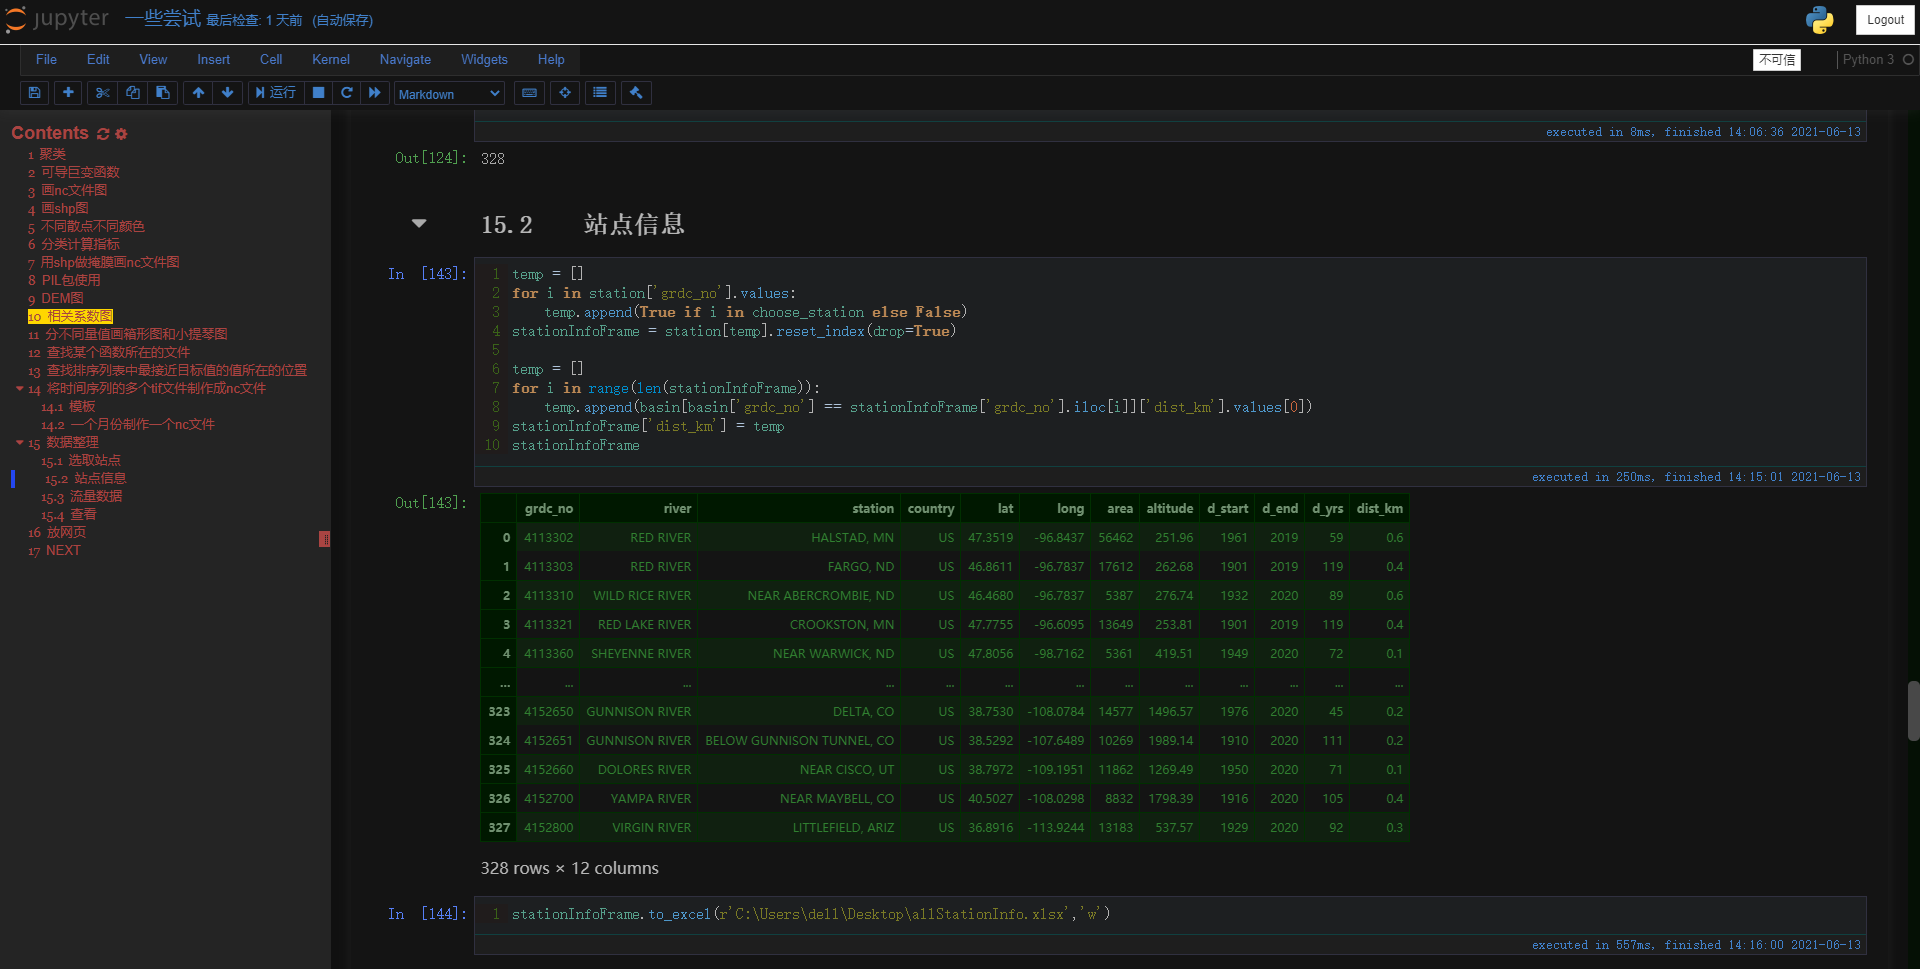 jupyter 一些尝试 最后检查: 1 天前 (自动保存)
Logout
File Edit View Insert Cell Kernel Navigate Widgets Help
不可信 Python 3
运行 Markdown
Contents
1 聚类
2 可导巨变函数
3 画nc文件图
4 画shp图
5 不同散点不同颜色
6 分类计算指标
7 用shp做掩膜画nc文件图
8 PIL包使用
9 DEM图
10 相关系数图
11 分不同量值画箱形图和小提琴图
12 查找某个函数所在的文件
13 查找排序列表中最接近目标值的值所在的位置
14 将时间序列的多个tif文件制作成nc文件
14.1 模板
14.2 一个月份制作一个nc文件
15 数据整理
15.1 选取站点
15.2 站点信息
15.3 流量数据
15.4 查看
16 放网页
17 NEXT
executed in 8ms, finished 14:06:36 2021-06-13
Out[124]: 328
15.2 站点信息
In [143]:
1 temp = []
2 for i in station['grdc_no'].values:
3     temp.append(True if i in choose_station else False)
4 stationInfoFrame = station[temp].reset_index(drop=True)
5
6 temp = []
7 for i in range(len(stationInfoFrame)):
8     temp.append(basin[basin['grdc_no'] == stationInfoFrame['grdc_no'].iloc[i]]['dist_km'].values[0])
9 stationInfoFrame['dist_km'] = temp
10 stationInfoFrame
executed in 250ms, finished 14:15:01 2021-06-13
Out[143]:
grdc_no river station country lat long area altitude d_start d_end d_yrs dist_km
0 4113302 RED RIVER HALSTAD, MN US 47.3519 -96.8437 56462 251.96 1961 2019 59 0.6
1 4113303 RED RIVER FARGO, ND US 46.8611 -96.7837 17612 262.68 1901 2019 119 0.4
2 4113310 WILD RICE RIVER NEAR ABERCROMBIE, ND US 46.4680 -96.7837 5387 276.74 1932 2020 89 0.6
3 4113321 RED LAKE RIVER CROOKSTON, MN US 47.7755 -96.6095 13649 253.81 1901 2019 119 0.4
4 4113360 SHEYENNE RIVER NEAR WARWICK, ND US 47.8056 -98.7162 5361 419.51 1949 2020 72 0.1
... ... ... ... ... ... ... ... ... ... ... ... ...
323 4152650 GUNNISON RIVER DELTA, CO US 38.7530 -108.0784 14577 1496.57 1976 2020 45 0.2
324 4152651 GUNNISON RIVER BELOW GUNNISON TUNNEL, CO US 38.5292 -107.6489 10269 1989.14 1910 2020 111 0.2
325 4152660 DOLORES RIVER NEAR CISCO, UT US 38.7972 -109.1951 11862 1269.49 1950 2020 71 0.1
326 4152700 YAMPA RIVER NEAR MAYBELL, CO US 40.5027 -108.0298 8832 1798.39 1916 2020 105 0.4
327 4152800 VIRGIN RIVER LITTLEFIELD, ARIZ US 36.8916 -113.9244 13183 537.57 1929 2020 92 0.3
328 rows × 12 columns
In [144]:
1 stationInfoFrame.to_excel(r'C:\Users\dell\Desktop\allStationInfo.xlsx','w')
executed in 557ms, finished 14:16:00 2021-06-13